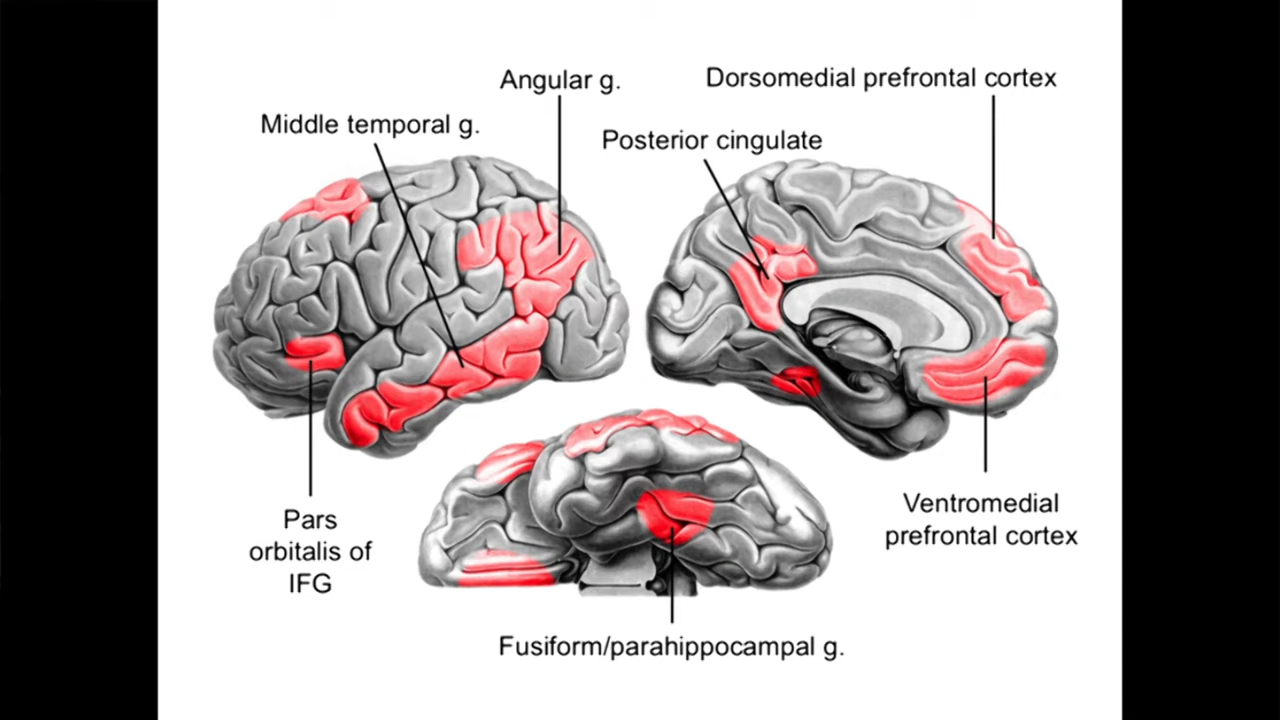 Angular g.
Dorsomedial prefrontal cortex
Middle temporal g.
Posterior cingulate
Pars
orbitalis of
IFG
Ventromedial
prefrontal cortex
Fusiform/parahippocampal g.